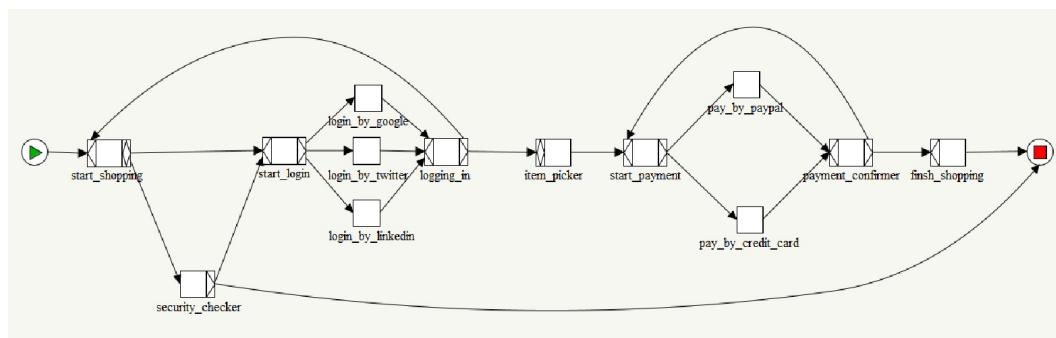 login_by_google
start_shopping
start_login
login_by_twitter
logging_in
item_picker
start_payment
pay_by_paypal
payment_confirmer
finsh_shopping
login_by_linkedin
pay_by_credit_card
security_checker